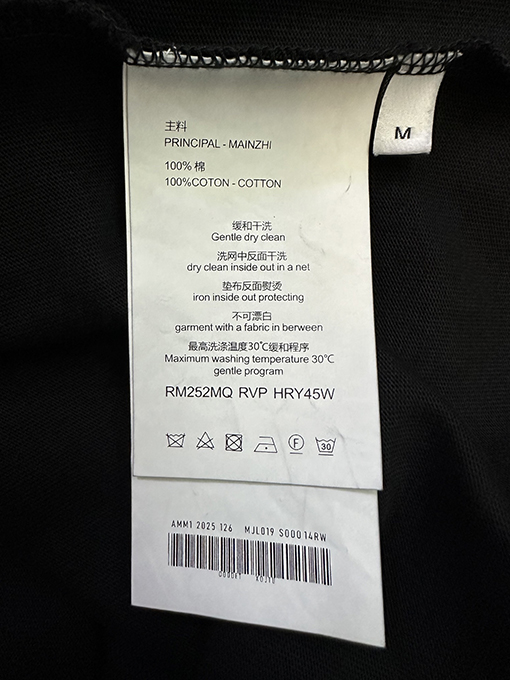 M
主料
PRINCIPAL - MAINZHI
100% 棉
100%COTON - COTTON
缓和干洗
Gentle dry clean
洗网中反面干洗
dry clean inside out in a net
垫布反面熨烫
iron inside out protecting
不可漂白
garment with a fabric in berween
最高洗涤温度30℃缓和程序
Maximum washing temperature 30℃
gentle program
RM252MQ RVP HRY45W
F
30
AMM1 2025 126 MJL019 S000 14RW